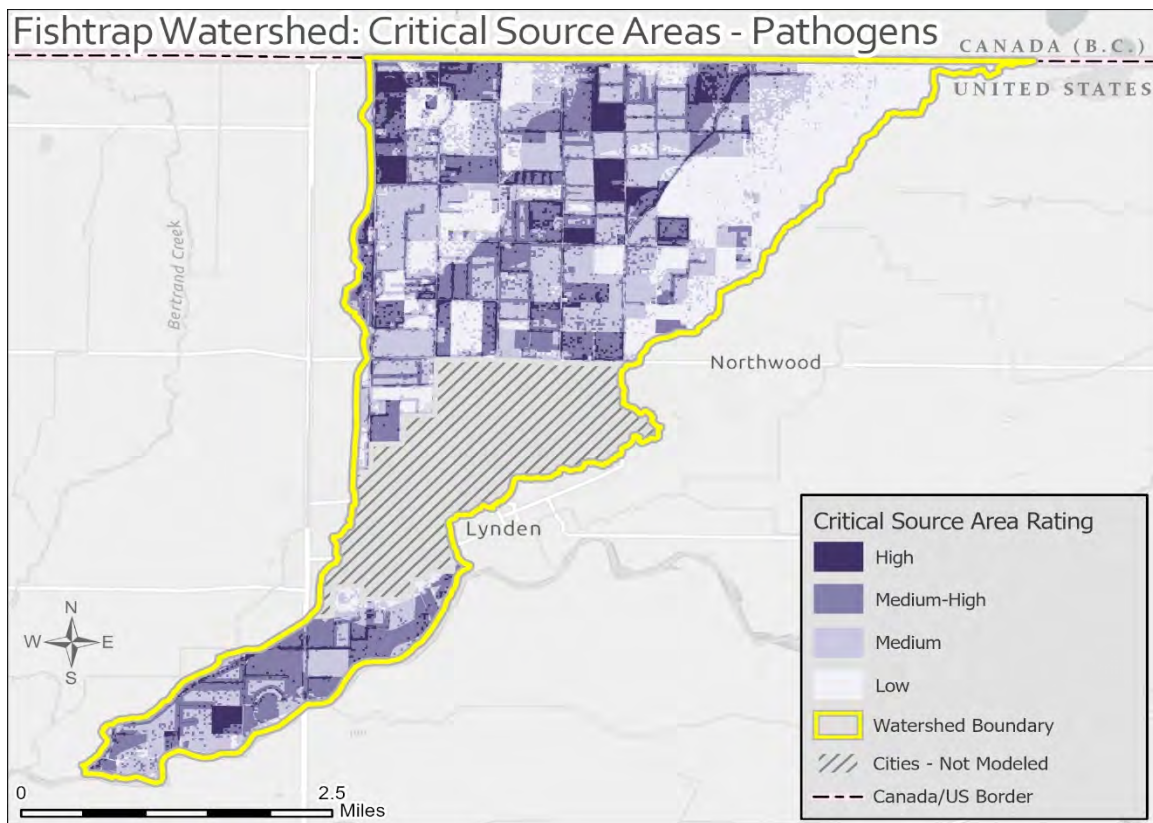 Fishtrap Watershed: Critical Source Areas - Pathogens
CANADA (B.C.)
UNITED STATES
Bertrand Creek
Northwood
Lynden
N
W E
S
0 2.5
Miles
Critical Source Area Rating
High
Medium-High
Medium
Low
Watershed Boundary
Cities - Not Modeled
Canada/US Border